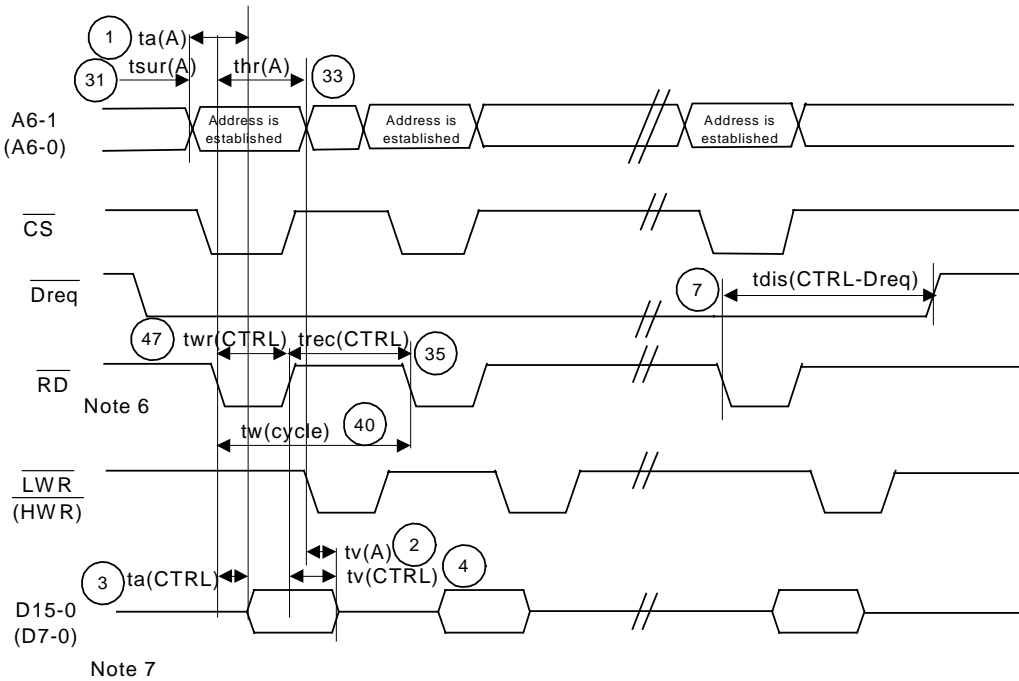 1 ta(A)
31 tsur(A) thr(A) 33
A6-1
(A6-0)
Address is
established
Address is
established
Address is
established
CS
Dreq
7 tdis(CTRL-Dreq)
47 twr(CTRL) trec(CTRL) 35
RD
Note 6
tw(cycle) 40
LWR
(HWR)
tv(A) 2
3 ta(CTRL) tv(CTRL) 4
D15-0
(D7-0)
Note 7